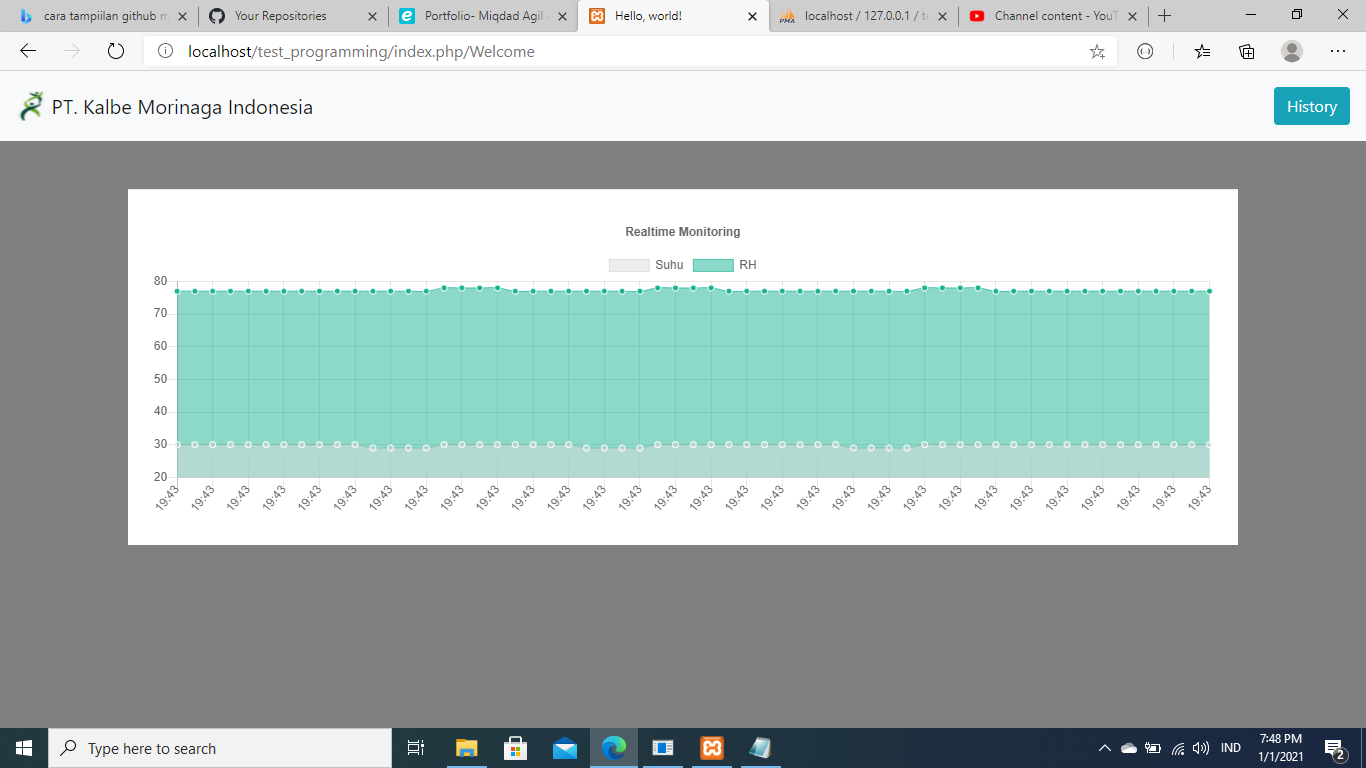 cara tampiilan github m
Your Repositories
Portfolio- Miqdad Agil
Hello, world!
localhost / 127.0.0.1 / t
Channel content - YouT
localhost/test_programming/index.php/Welcome
PT. Kalbe Morinaga Indonesia
History
Realtime Monitoring
Suhu RH
80
70
60
50
40
30
20
19:43 19:43 19:43 19:43 19:43 19:43 19:43 19:43 19:43 19:43 19:43 19:43 19:43 19:43 19:43 19:43 19:43 19:43 19:43 19:43 19:43 19:43 19:43 19:43 19:43 19:43 19:43 19:43 19:43 19:43
Type here to search
IND
7:48 PM
1/1/2021
2